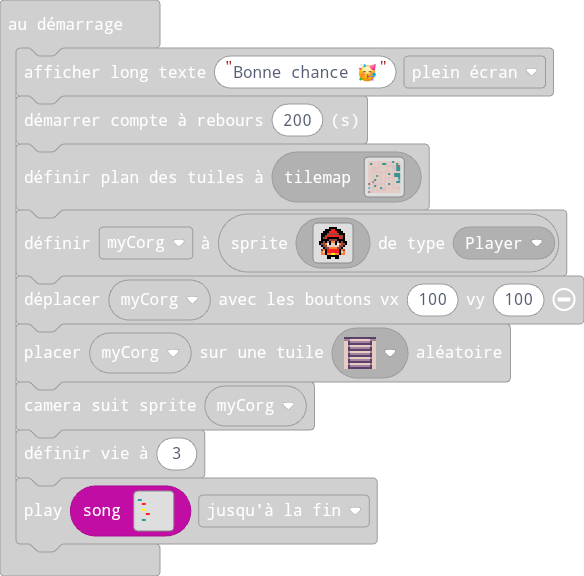 au démarrage
afficher long texte "Bonne chance 🥳" plein écran
démarrer compte à rebours 200 (s)
définir plan des tuiles à tilemap
définir myCorg à sprite de type Player
déplacer myCorg avec les boutons vx 100 vy 100
placer myCorg sur une tuile aléatoire
camera suit sprite myCorg
définir vie à 3
play song jusqu'à la fin